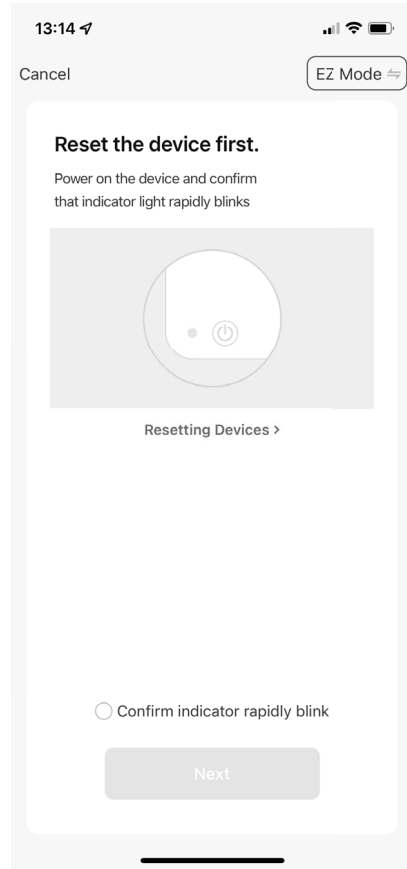 13:14
Cancel
EZ Mode
Reset the device first.
Power on the device and confirm
that indicator light rapidly blinks
Resetting Devices >
Confirm indicator rapidly blink
Next